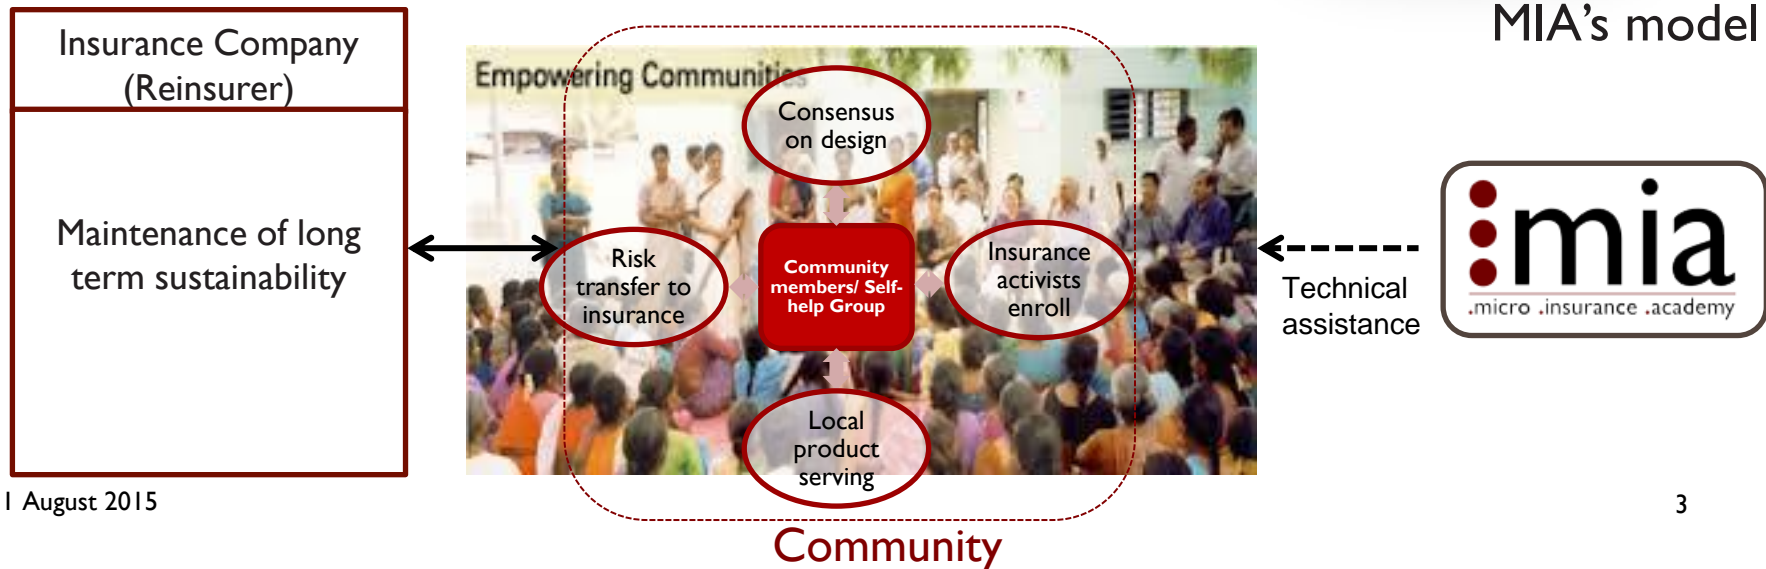 MIA's model
Insurance Company
(Reinsurer)
Maintenance of long
term sustainability
Empowering Communities
Consensus
on design
Risk
transfer to
insurance
Community
members/ Self-
help Group
Insurance
activists
enroll
Local
product
serving
Technical
assistance
mia
.micro .insurance .academy
1 August 2015
3
Community